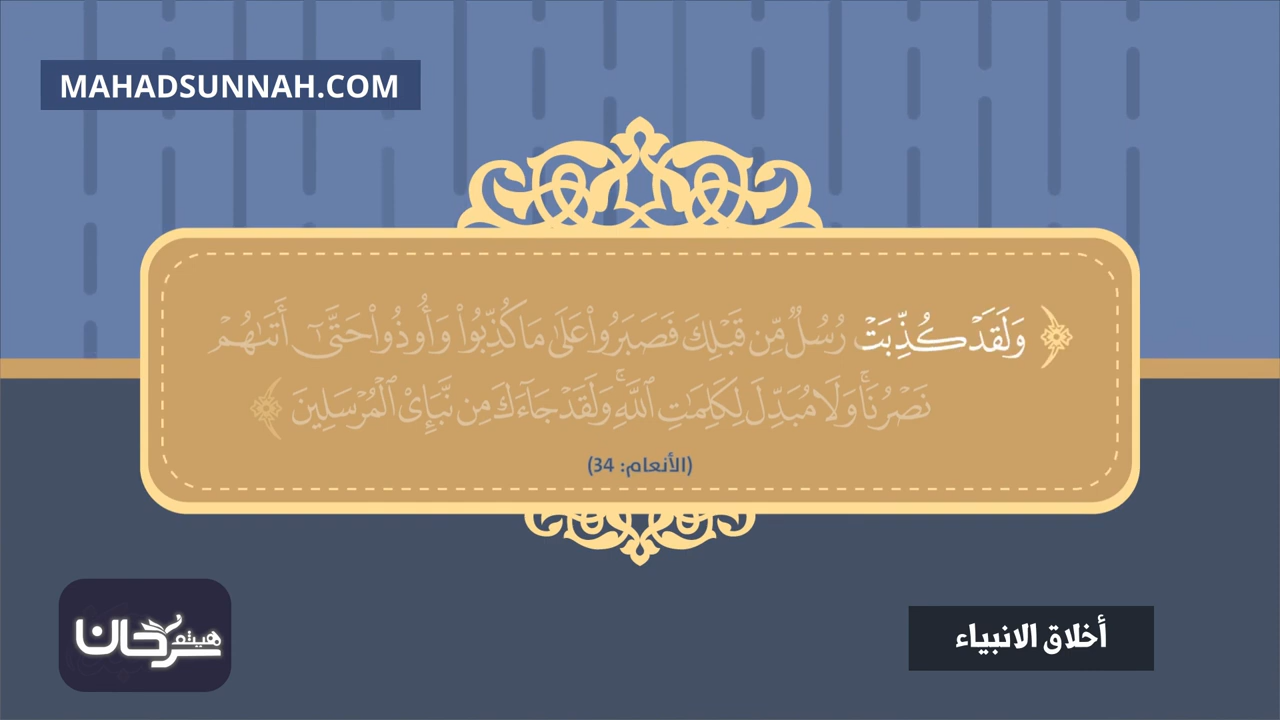 MAHADSUNNAH.COM
﴿ وَلَقَدْ كُذِّبَتْ رُسُلٌ مِّن قَبْلِكَ فَصَبَرُوا۟ عَلَىٰ مَا كُذِّبُوا۟ وَأُوذُوا۟ حَتَّىٰٓ أَتَىٰهُمْ
نَصْرُنَا ۚ وَلَا مُبَدِّلَ لِكَلِمَٰتِ ٱللَّهِ ۚ وَلَقَدْ جَآءَكَ مِن نَّبَإِى۟ ٱلْمُرْسَلِينَ ﴾
(الأنعام: 34)
هيثم سرحان
أخلاق الانبياء